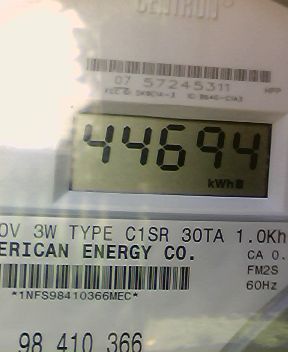 CENTRON®
07 57245311
HPP
44694
kWh
0V 3W TYPE C1SR 30TA 1.0Kh
ERICAN ENERGY CO.
CA 0.
FM2S
*1NFS98410366MEC*
60Hz
98 410 366